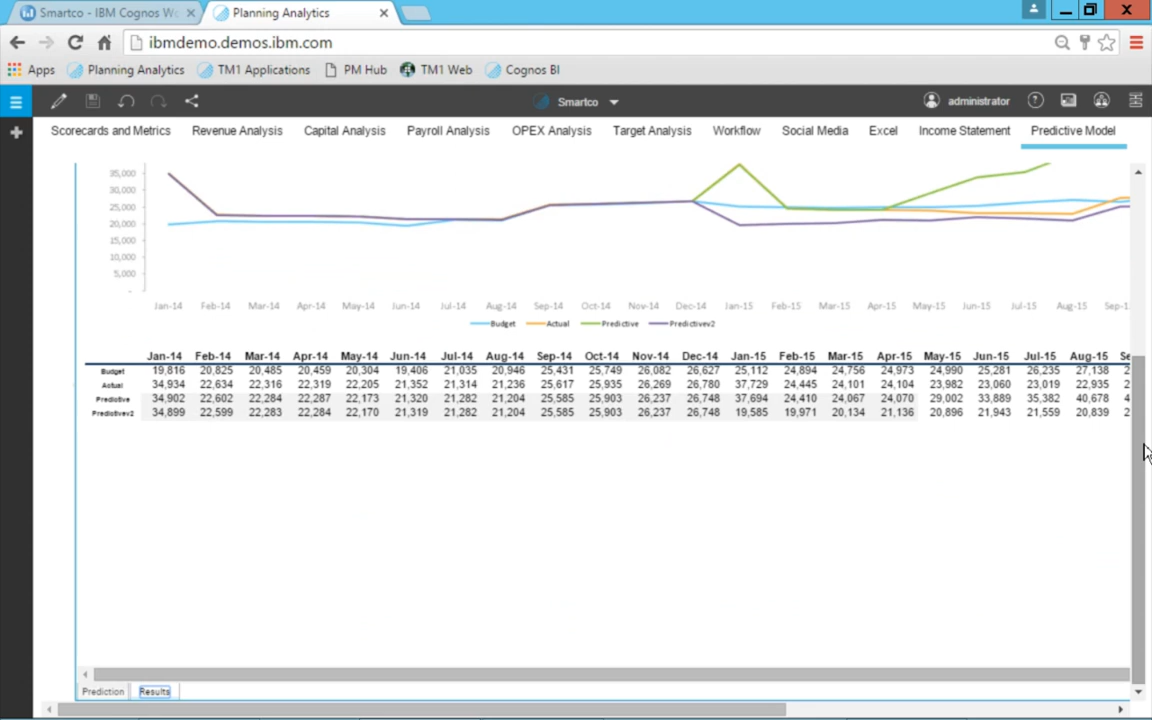 Smartco - IBM Cognos Wo
Planning Analytics
ibmdemo.demos.ibm.com
Apps Planning Analytics TM1 Applications PM Hub TM1 Web Cognos BI
Smartco administrator
Scorecards and Metrics Revenue Analysis Capital Analysis Payroll Analysis OPEX Analysis Target Analysis Workflow Social Media Excel Income Statement Predictive Model
35,000
30,000
25,000
20,000
15,000
10,000
5,000
-
Jan-14 Feb-14 Mar-14 Apr-14 May-14 Jun-14 Jul-14 Aug-14 Sep-14 Oct-14 Nov-14 Dec-14 Jan-15 Feb-15 Mar-15 Apr-15 May-15 Jun-15 Jul-15 Aug-15 Sep-1
Budget Actual Predictive Predictivev2
Jan-14 Feb-14 Mar-14 Apr-14 May-14 Jun-14 Jul-14 Aug-14 Sep-14 Oct-14 Nov-14 Dec-14 Jan-15 Feb-15 Mar-15 Apr-15 May-15 Jun-15 Jul-15 Aug-15 Se
Budget 19,816 20,825 20,485 20,459 20,304 19,406 21,035 20,946 25,431 25,749 26,082 26,627 25,112 24,894 24,756 24,973 24,990 25,281 26,235 27,138 2
Actual 34,934 22,634 22,316 22,319 22,205 21,352 21,314 21,236 25,617 25,935 26,269 26,780 37,729 24,445 24,101 24,104 23,982 23,060 23,019 22,935 2
Predictive 34,902 22,602 22,284 22,287 22,173 21,320 21,282 21,204 25,585 25,903 26,237 26,748 37,694 24,410 24,067 24,070 29,002 33,889 35,382 40,678 4
Predictivev2 34,899 22,599 22,283 22,284 22,170 21,319 21,282 21,204 25,585 25,903 26,237 26,748 19,585 19,971 20,134 21,136 20,896 21,943 21,559 20,839 2
Prediction Results